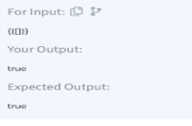 For Input:
{([])}
Your Output:
true
Expected Output:
true